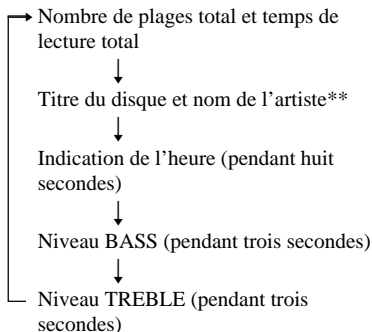 Nombre de plages total et temps de
lecture total
Titre du disque et nom de l’artiste**
Indication de l’heure (pendant huit
secondes)
Niveau BASS (pendant trois secondes)
Niveau TREBLE (pendant trois
secondes)